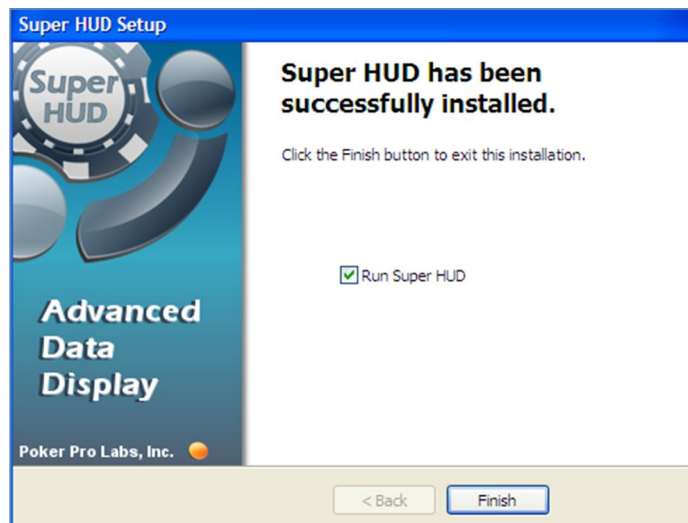 Super HUD Setup
Super
HUD
Super HUD has been
successfully installed.
Click the Finish button to exit this installation.
Run Super HUD
Advanced
Data
Display
Poker Pro Labs, Inc.
< Back
Finish